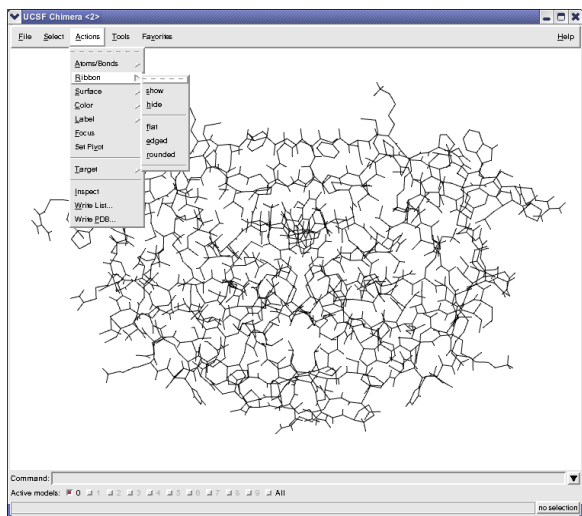 UCSF Chimera <2>
File Select Actions Tools Favorites Help
Atoms/Bonds
Ribbon
Surface
Color
Label
Focus
Set Pivot
Target
Inspect
Write List...
Write PDB...
show
hide
flat
edged
rounded
Command:
Active models: 0 1 2 3 4 5 6 7 8 9 All
no selection